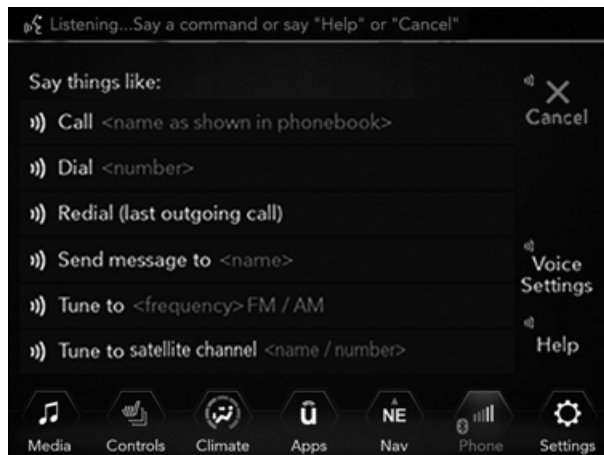 Listening...Say a command or say "Help" or "Cancel"
Say things like:
Call <name as shown in phonebook>
Dial <number>
Redial (last outgoing call)
Send message to <name>
Tune to <frequency> FM / AM
Tune to satellite channel <name / number>
Cancel
Voice
Settings
Help
ū
NE
Media
Controls
Climate
Apps
Nav
Phone
Settings